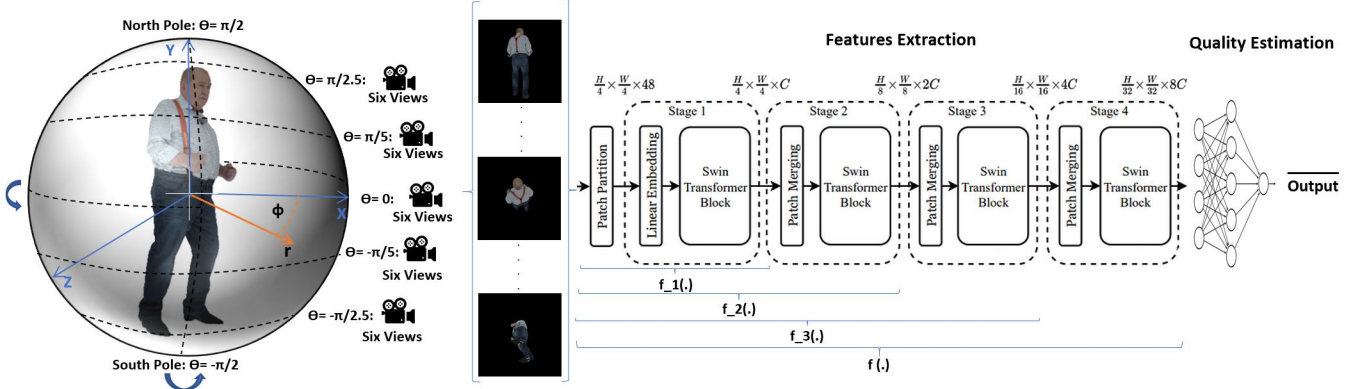 North Pole: Ɵ= π/2
Y
Ɵ= π/2.5:
Six Views
Ɵ= π/5:
Six Views
Ɵ= 0:
Six Views
X
ϕ
r
Z
Ɵ= -π/5:
Six Views
Ɵ= -π/2.5:
Six Views
South Pole: Ɵ= -π/2
Features Extraction
Quality Estimation
H/4 × W/4 × 48
H/4 × W/4 × C
H/8 × W/8 × 2C
H/16 × W/16 × 4C
H/32 × W/32 × 8C
Patch Partition
Stage 1
Linear Embedding
Swin
Transformer
Block
Stage 2
Patch Merging
Swin
Transformer
Block
Stage 3
Patch Merging
Swin
Transformer
Block
Stage 4
Patch Merging
Swin
Transformer
Block
Output
f_1(.)
f_2(.)
f_3(.)
f (.)